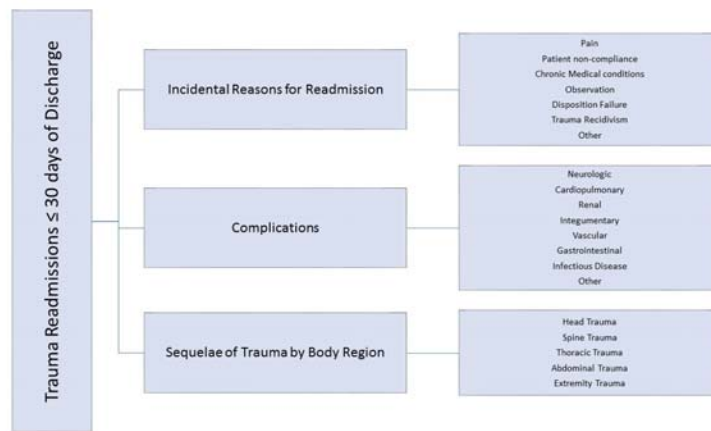 Trauma Readmissions ≤ 30 days of Discharge
Incidental Reasons for Readmission
Pain
Patient non-compliance
Chronic Medical conditions
Observation
Disposition Failure
Trauma Recidivism
Other
Complications
Neurologic
Cardiopulmonary
Renal
Integumentary
Vascular
Gastrointestinal
Infectious Disease
Other
Sequelae of Trauma by Body Region
Head Trauma
Spine Trauma
Thoracic Trauma
Abdominal Trauma
Extremity Trauma